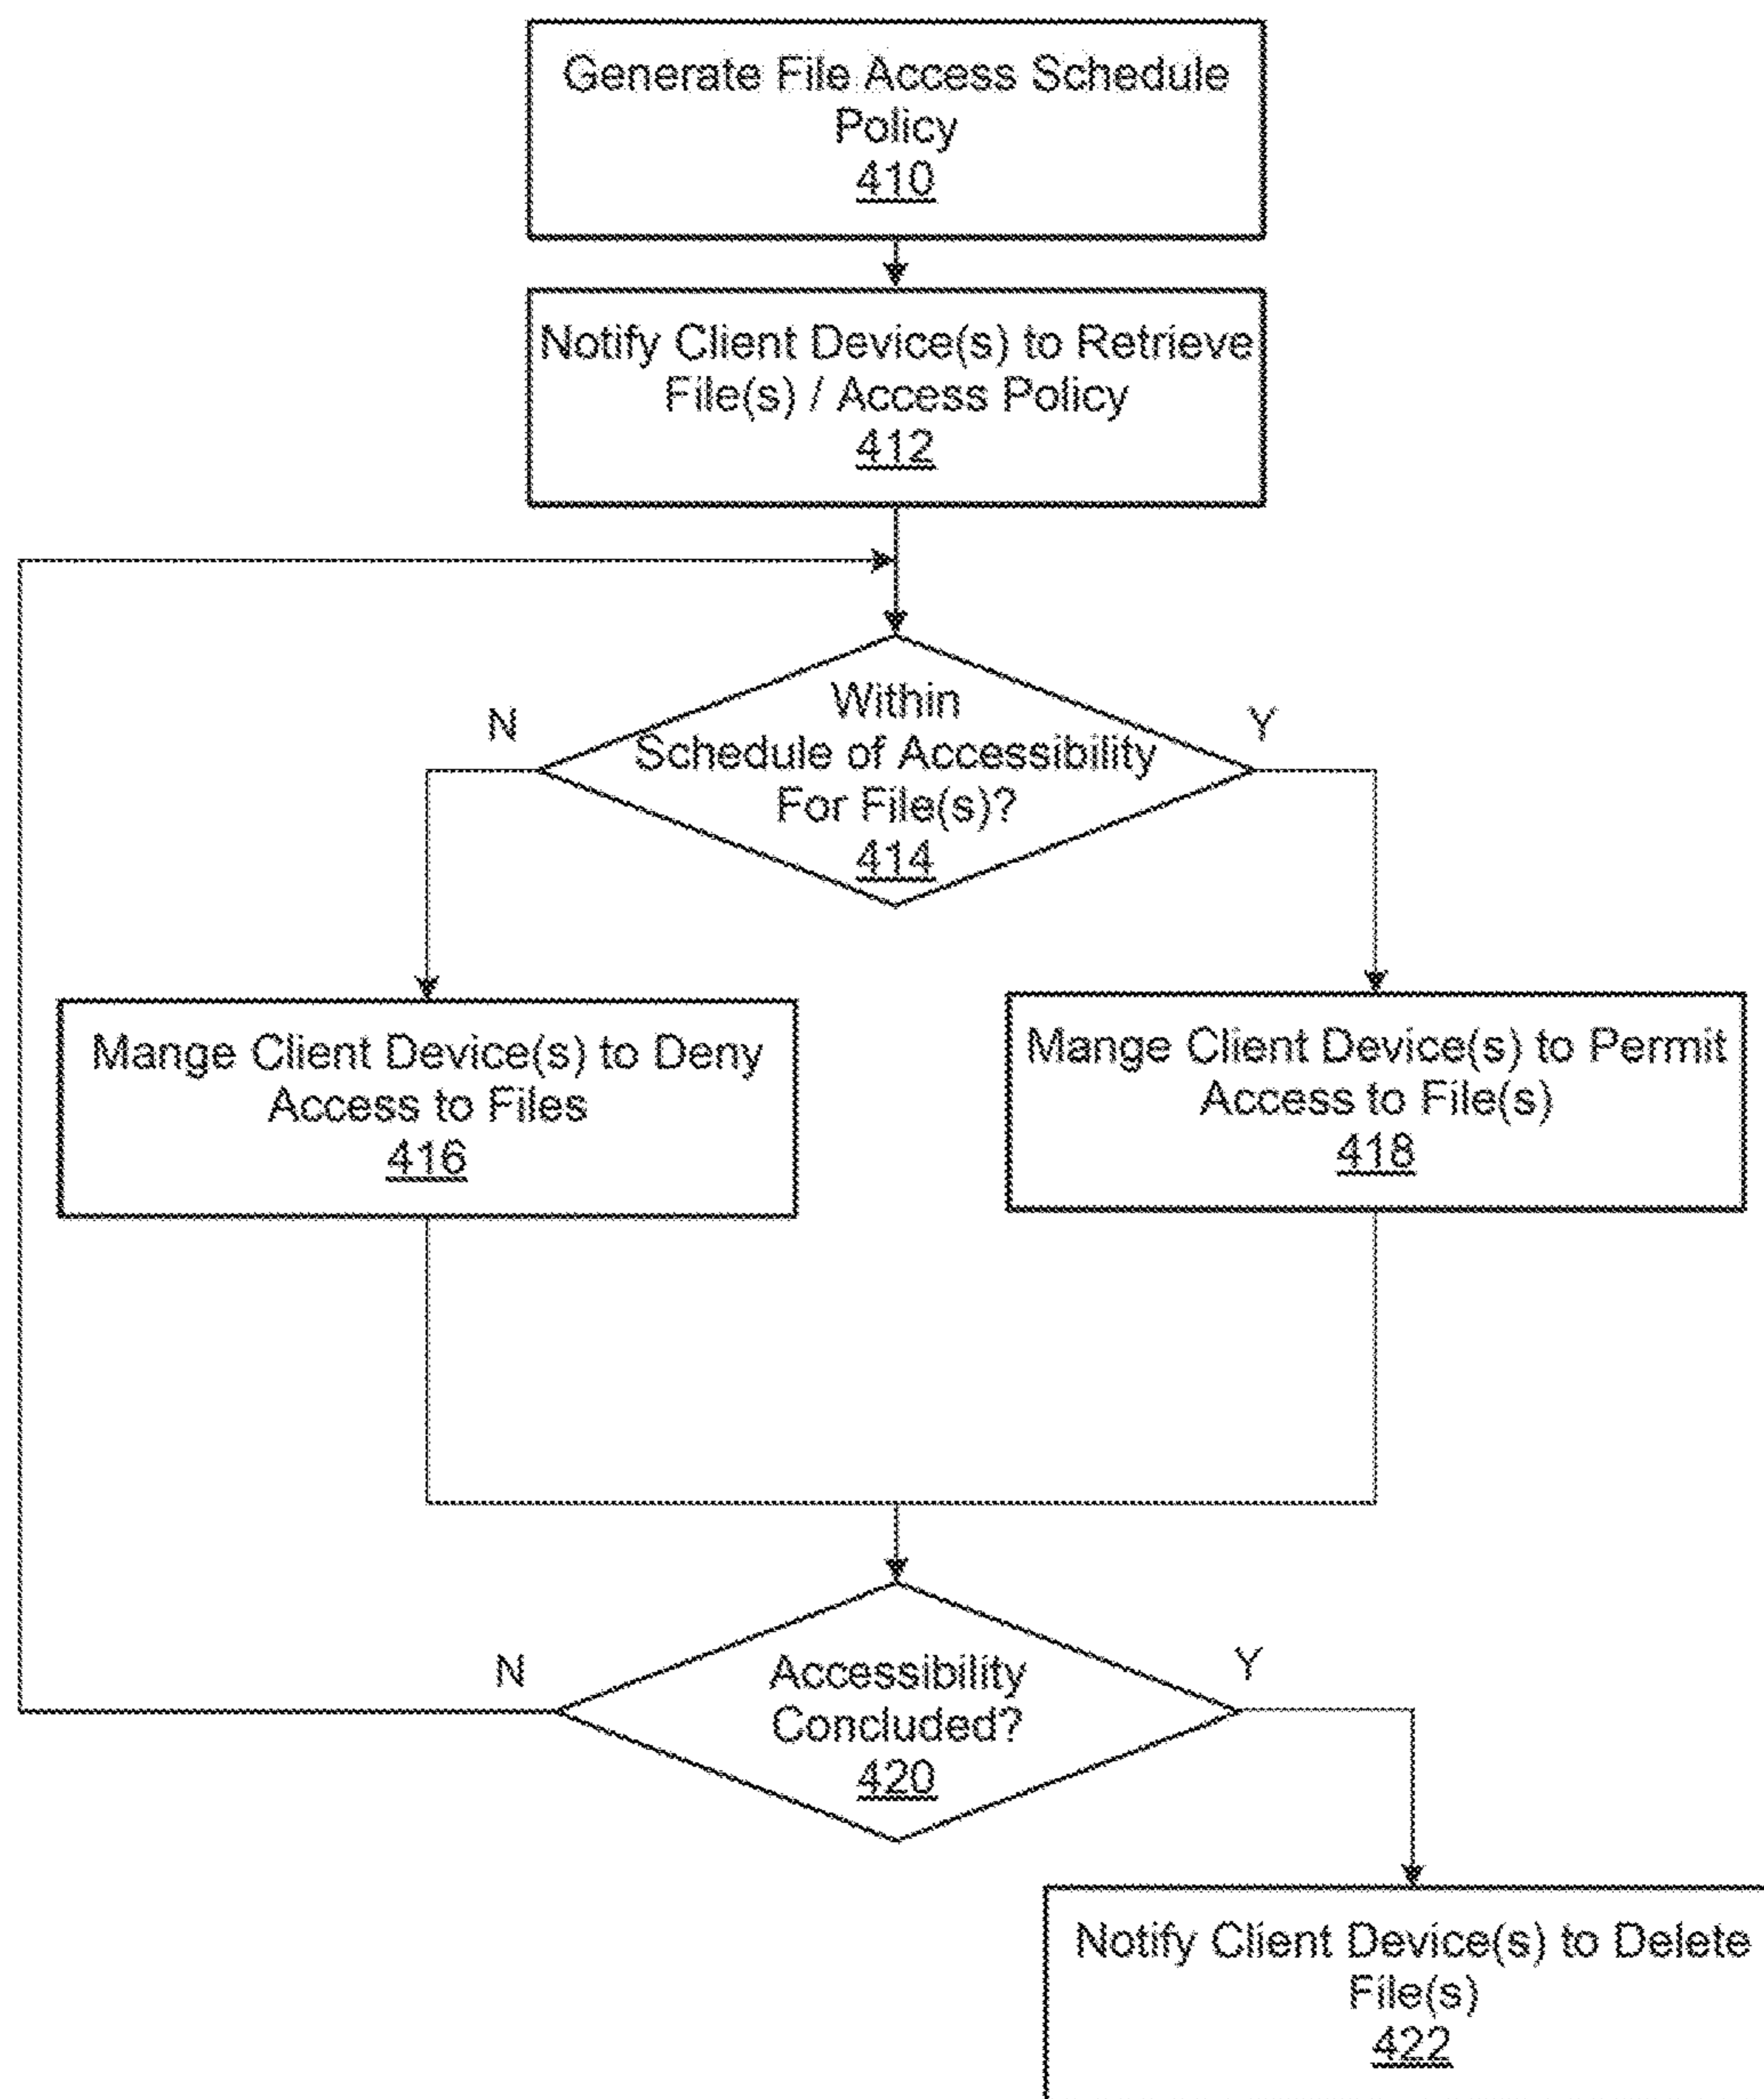 Generate File Access Schedule
Policy
410
Notify Client Device(s) to Retrieve
File(s) / Access Policy
412
N
Y
Within
Schedule of Accessibility
For File(s)?
414
Mange Client Device(s) to Deny
Access to Files
416
Mange Client Device(s) to Permit
Access to File(s)
418
N
Y
Accessibility
Concluded?
420
Notify Client Device(s) to Delete
File(s)
422